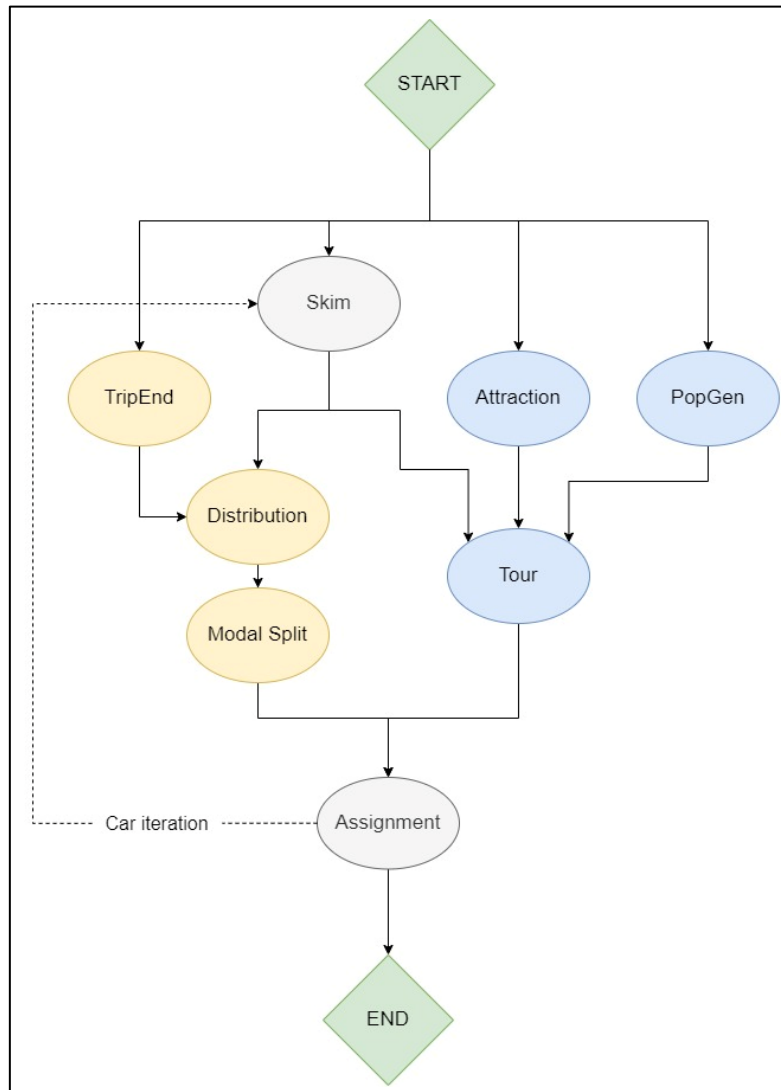 START
Skim
TripEnd
Attraction
PopGen
Distribution
Tour
Modal Split
Car iteration
Assignment
END